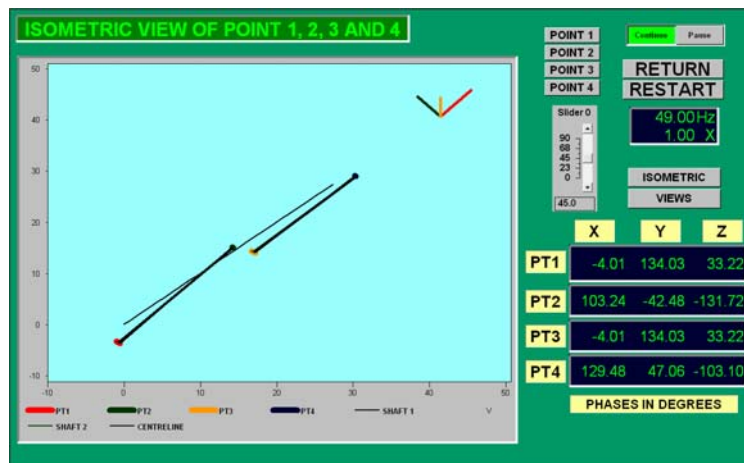 ISOMETRIC VIEW OF POINT 1, 2, 3 AND 4
50
40
30
20
10
0
-10
-10 0 10 20 30 40 50
PT1 PT2 PT3 PT4 SHAFT 1 V
SHAFT 2 CENTRELINE
POINT 1
POINT 2
POINT 3
POINT 4
Continue Pause
RETURN
RESTART
Slider 0
90
68
45
23
0
45.0
49.00Hz
1.00 X
ISOMETRIC
VIEWS
X Y Z
PT1 -4.01 134.03 33.22
PT2 103.24 -42.48 -131.72
PT3 -4.01 134.03 33.22
PT4 129.48 47.06 -103.10
PHASES IN DEGREES